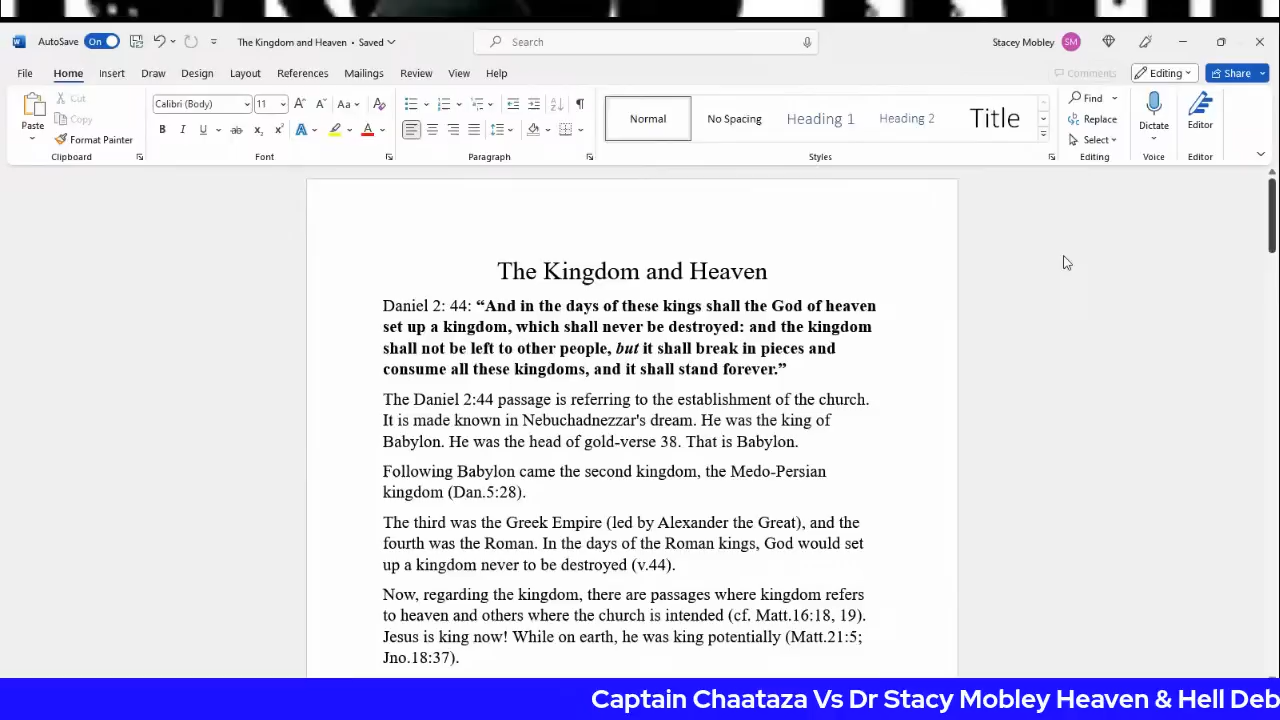 AutoSave On The Kingdom and Heaven • Saved Search Stacey Mobley SM
File Home Insert Draw Design Layout References Mailings Review View Help Comments Editing Share
Paste Cut Copy Format Painter
Calibri (Body) 11
Normal No Spacing Heading 1 Heading 2 Title
Find Replace Select
Dictate Editor
Clipboard Font Paragraph Styles Editing Voice Editor
The Kingdom and Heaven
Daniel 2: 44: “And in the days of these kings shall the God of heaven
set up a kingdom, which shall never be destroyed: and the kingdom
shall not be left to other people, but it shall break in pieces and
consume all these kingdoms, and it shall stand forever.”
The Daniel 2:44 passage is referring to the establishment of the church.
It is made known in Nebuchadnezzar's dream. He was the king of
Babylon. He was the head of gold-verse 38. That is Babylon.
Following Babylon came the second kingdom, the Medo-Persian
kingdom (Dan.5:28).
The third was the Greek Empire (led by Alexander the Great), and the
fourth was the Roman. In the days of the Roman kings, God would set
up a kingdom never to be destroyed (v.44).
Now, regarding the kingdom, there are passages where kingdom refers
to heaven and others where the church is intended (cf. Matt.16:18, 19).
Jesus is king now! While on earth, he was king potentially (Matt.21:5;
Jno.18:37).
Captain Chaataza Vs Dr Stacy Mobley Heaven & Hell Deb